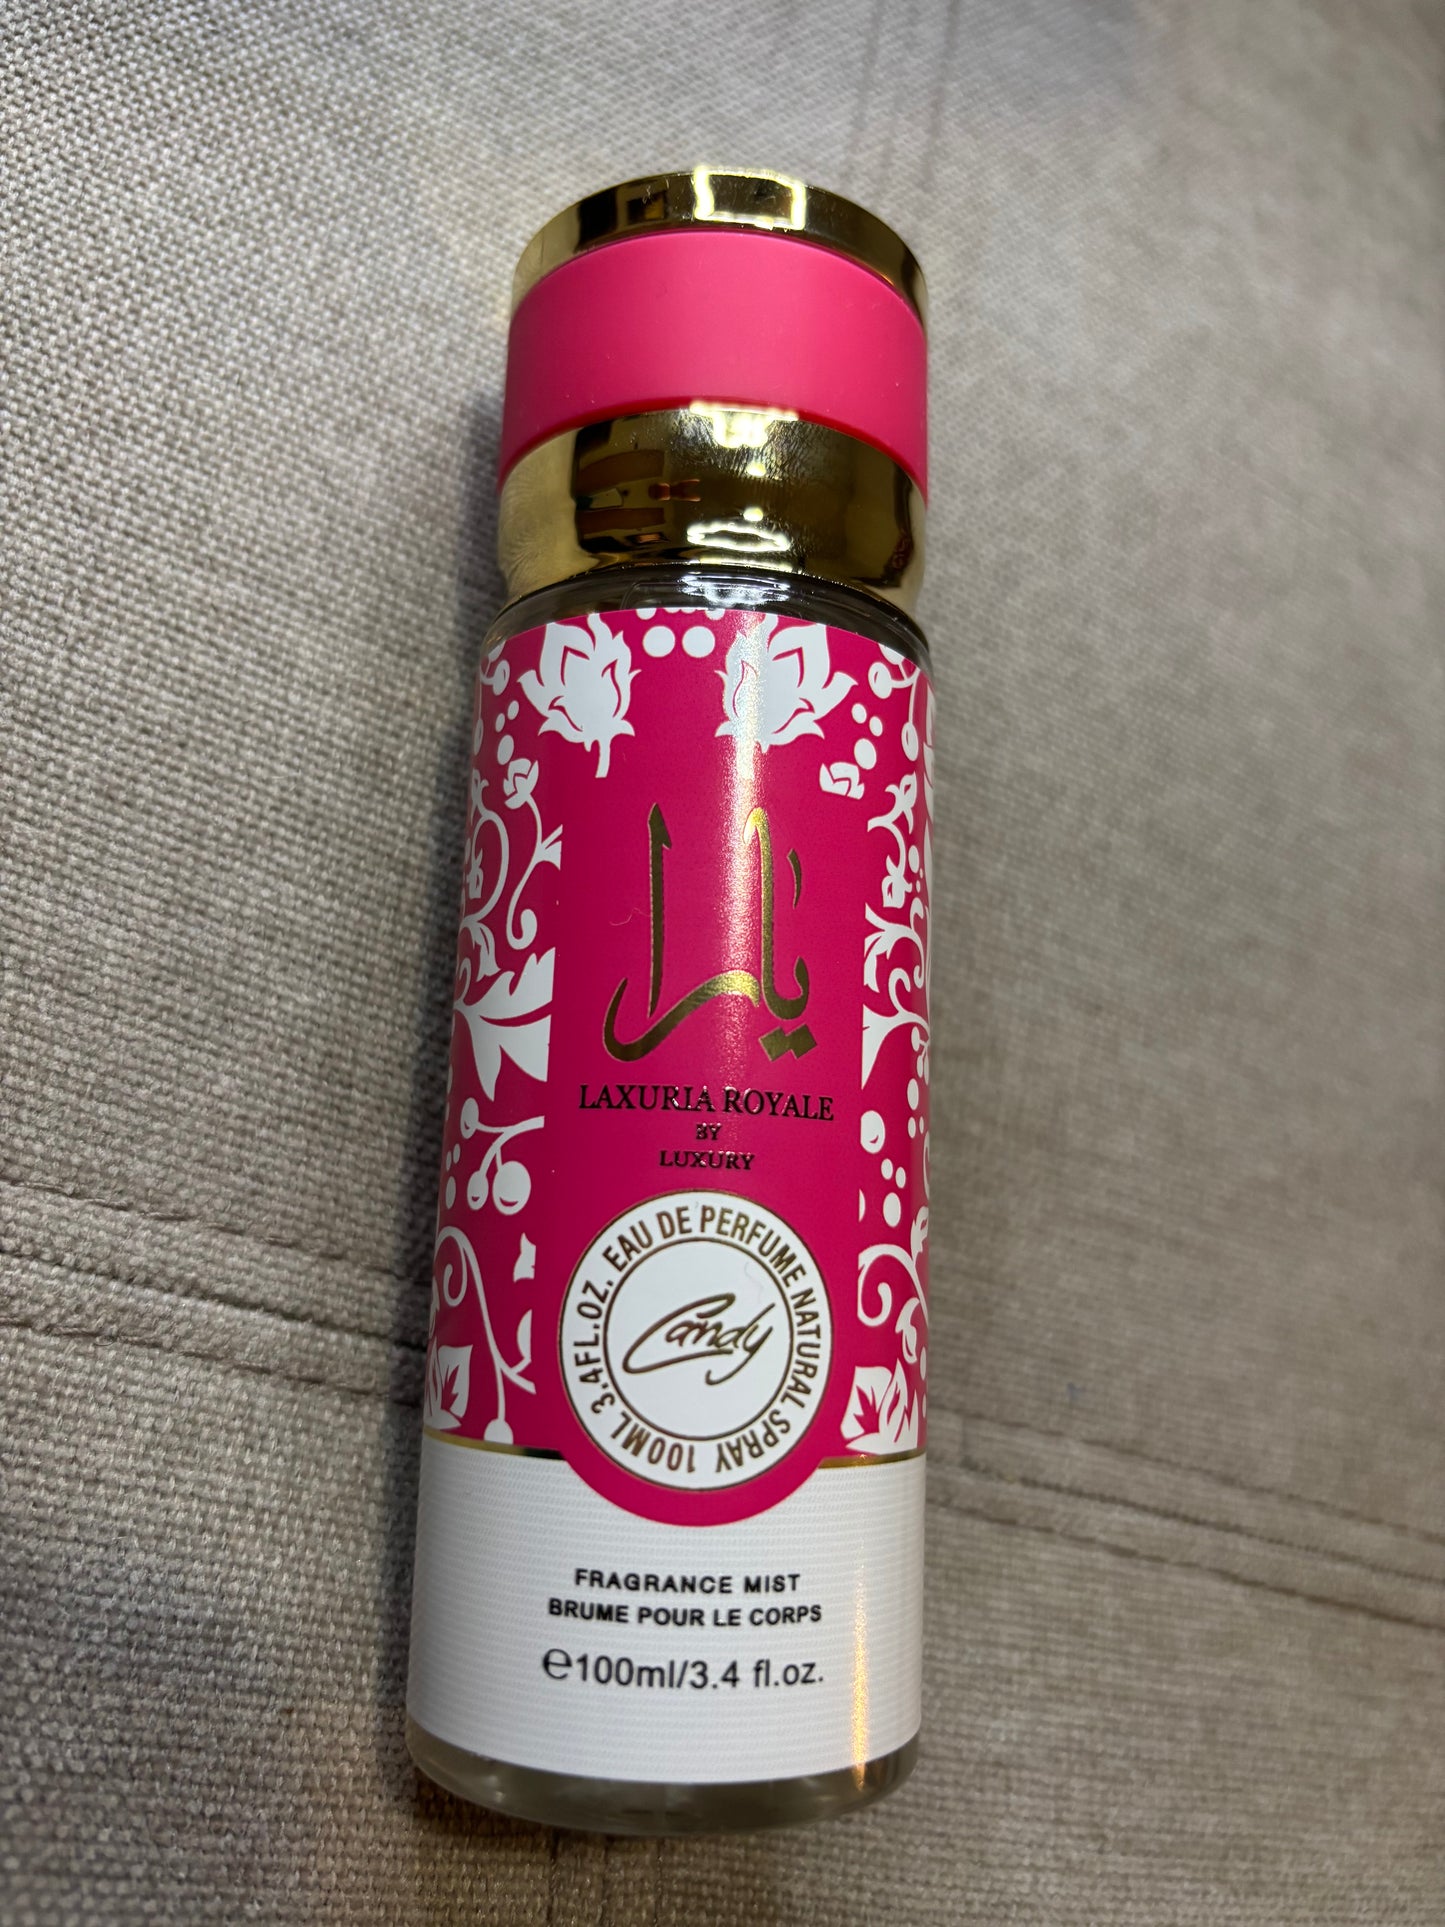 يارا
LAXURIA ROYALE
BY
LUXURY
EAU DE PERFUME NATURAL SPRAY 100ML 3.4FL.OZ.
Candy
FRAGRANCE MIST
BRUME POUR LE CORPS
℮100ml/3.4 fl.oz.